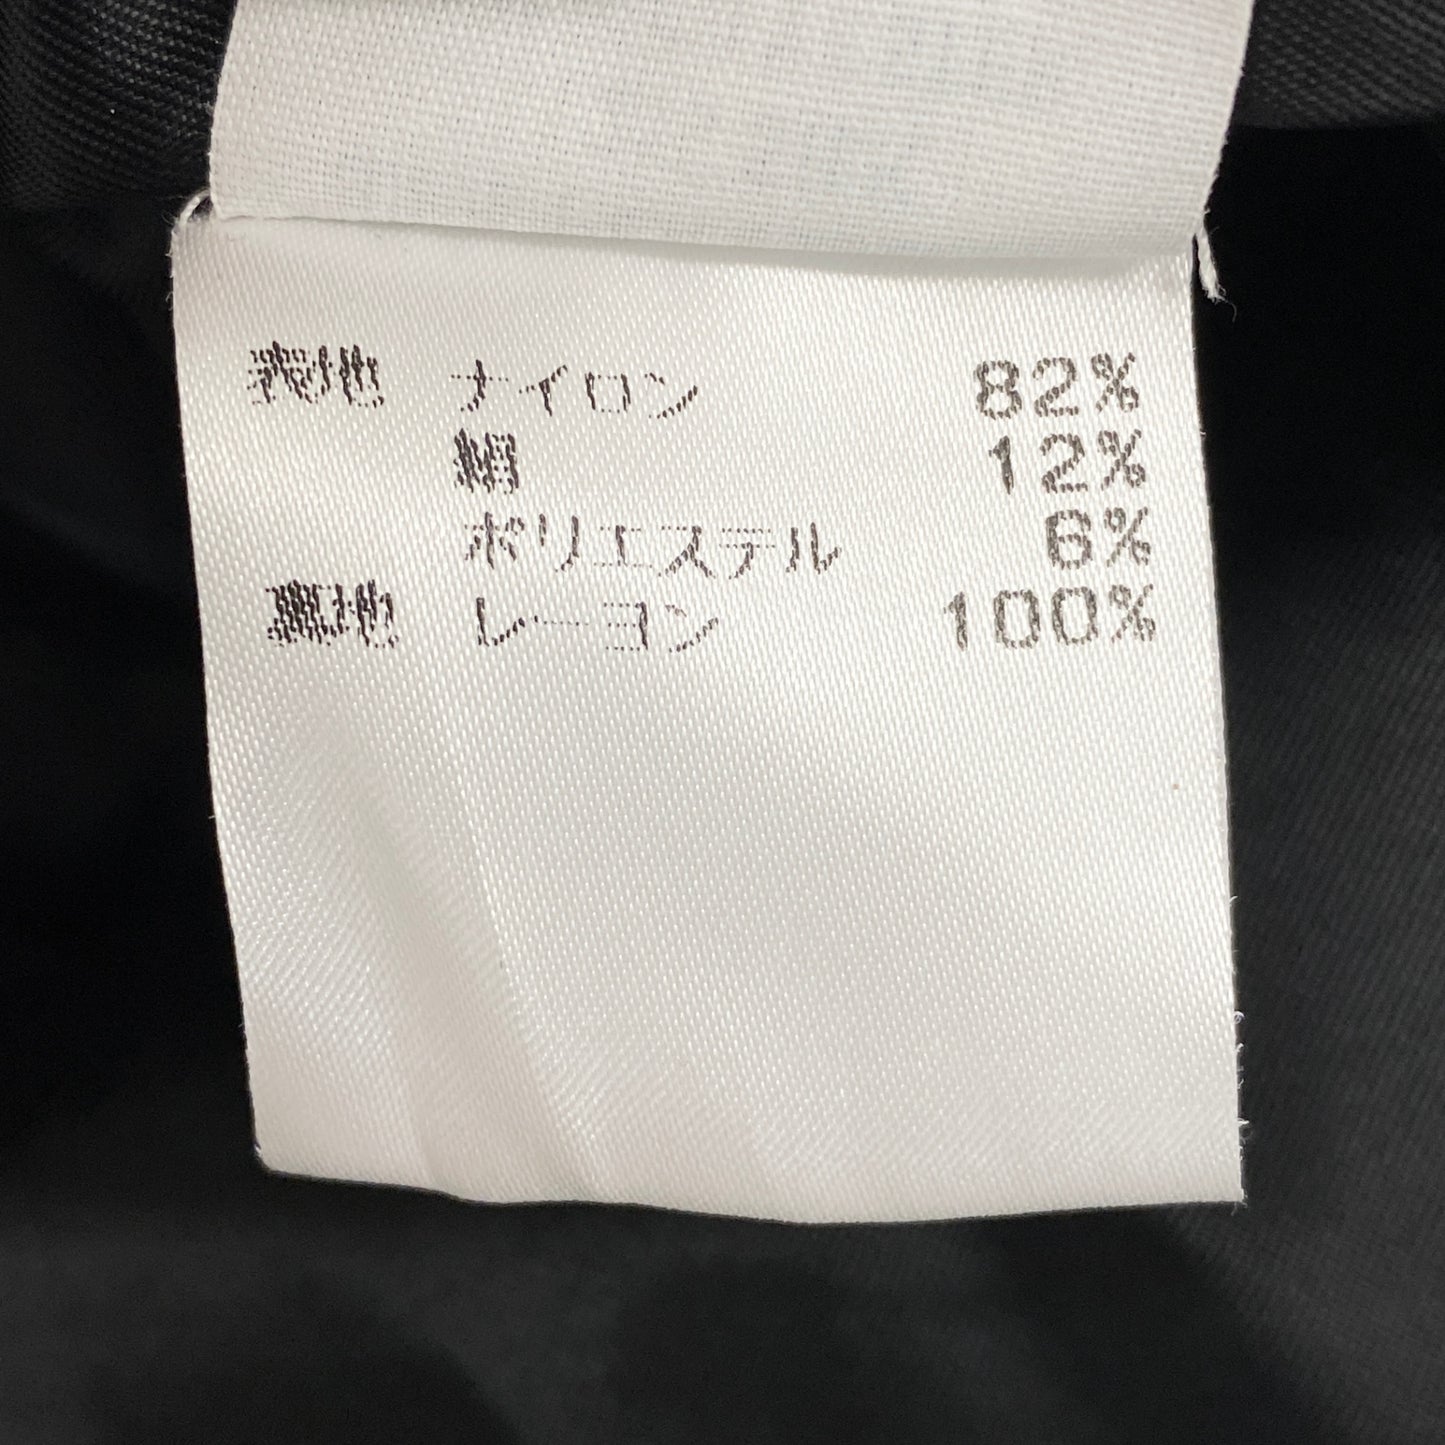 表地 ナイロン 82%
絹 12%
ポリエステル 6%
裏地 レーヨン 100%